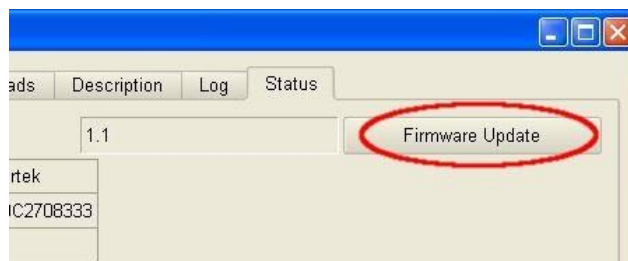 ads Description Log Status
1.1 Firmware Update
rtek
C2708333